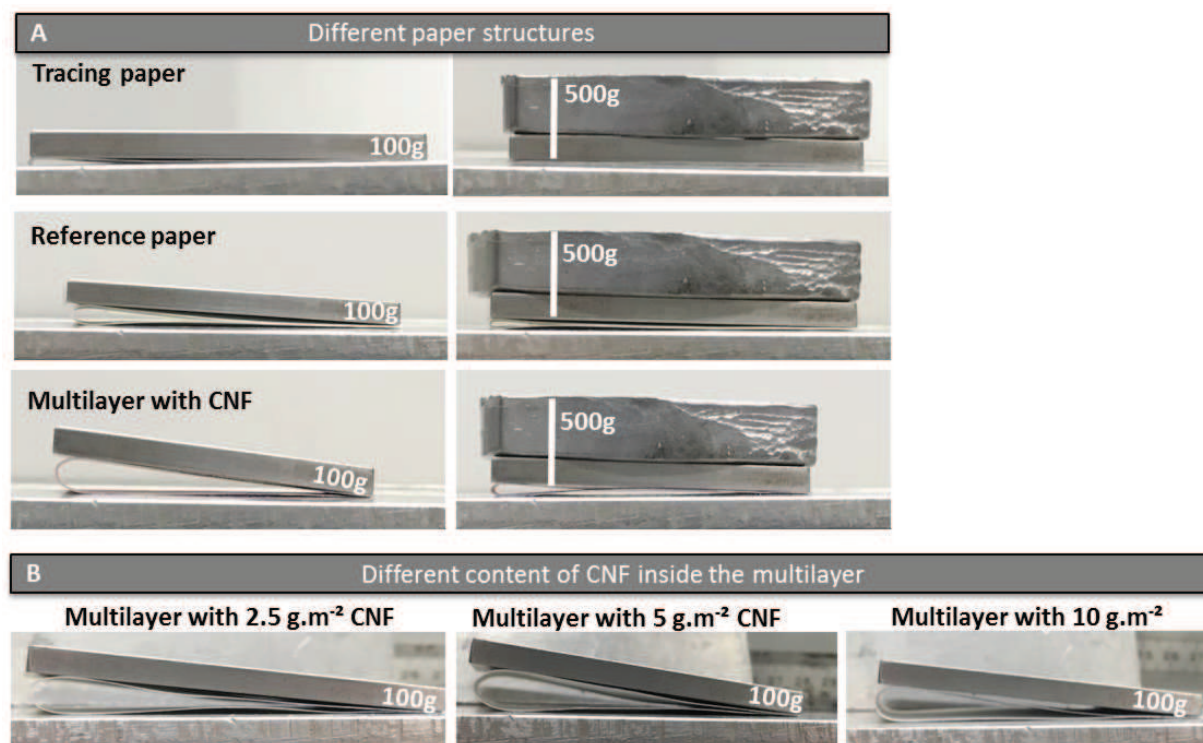 A Different paper structures
Tracing paper
100g
500g
Reference paper
100g
500g
Multilayer with CNF
100g
500g
B Different content of CNF inside the multilayer
Multilayer with 2.5 g.m⁻² CNF
Multilayer with 5 g.m⁻² CNF
Multilayer with 10 g.m⁻²
100g
100g
100g